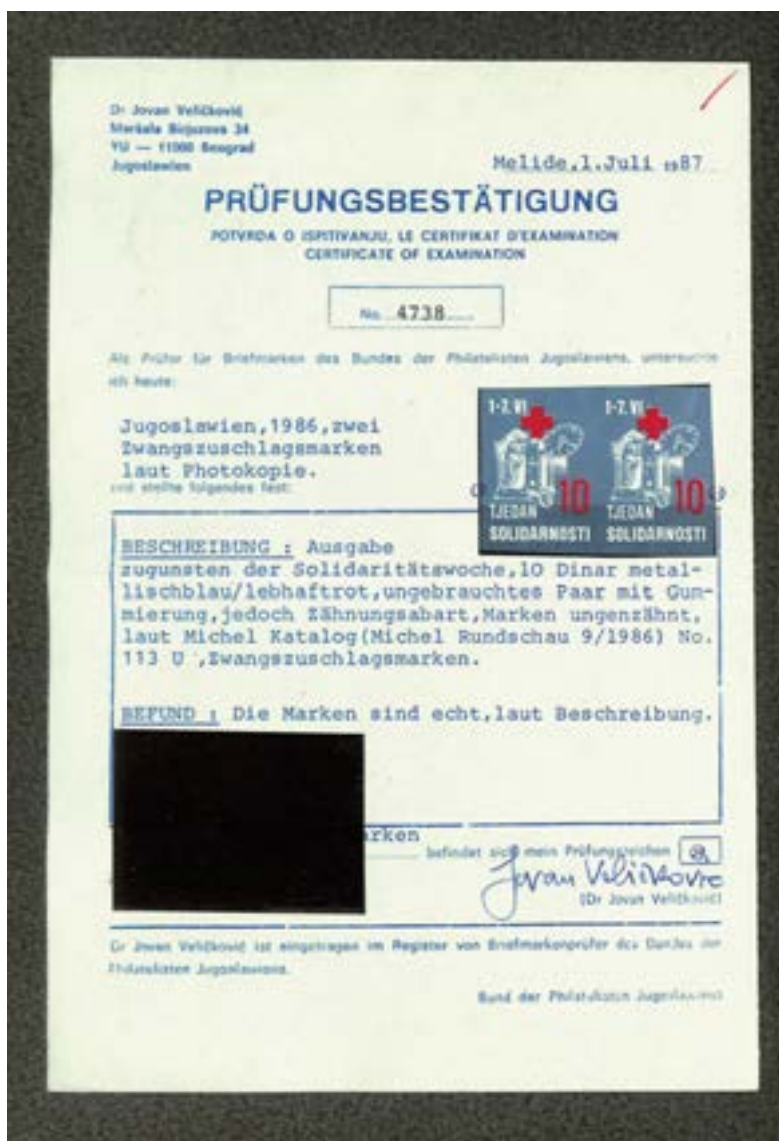 Dr Jovan Veličković
Maršala Birjuzova 34
YU — 11000 Beograd
Jugoslawien
Melide,1.Juli 1987
PRÜFUNGSBESTÄTIGUNG
POTVRDA O ISPITIVANJU, LE CERTIFIKAT D'EXAMINATION
CERTIFICATE OF EXAMINATION
No. 4738
Als Prüfer für Briefmarken des Bundes der Philatelisten Jugoslawiens, untersuchte
ich heute:
Jugoslawien,1986,zwei
Zwangszuschlagsmarken
laut Photokopie.
und stellte folgendes fest:
1-7. VI 1-7. VI
10 10
TJEDAN TJEDAN
SOLIDARNOSTI SOLIDARNOSTI
BESCHREIBUNG : Ausgabe
zugunsten der Solidaritätswoche,10 Dinar metal-
lischblau/lebhaftrot,ungebrauchtes Paar mit Gum-
mierung,jedoch Zähnungsabart,Marken ungenzähnt,
laut Michel Katalog(Michel Rundschau 9/1986) No.
113 U ,Zwangszuschlagsmarken.
BEFUND : Die Marken sind echt,laut Beschreibung.
arken
befindet sich mein Prüfungszeichen
Jovan Veličković
(Dr Jovan Veličković)
Dr Jovan Veličković ist eingetragen im Register von Briefmarkenprüfer des Bundes der
Philatelisten Jugoslawiens.
Bund der Philatelisten Jugoslawiens